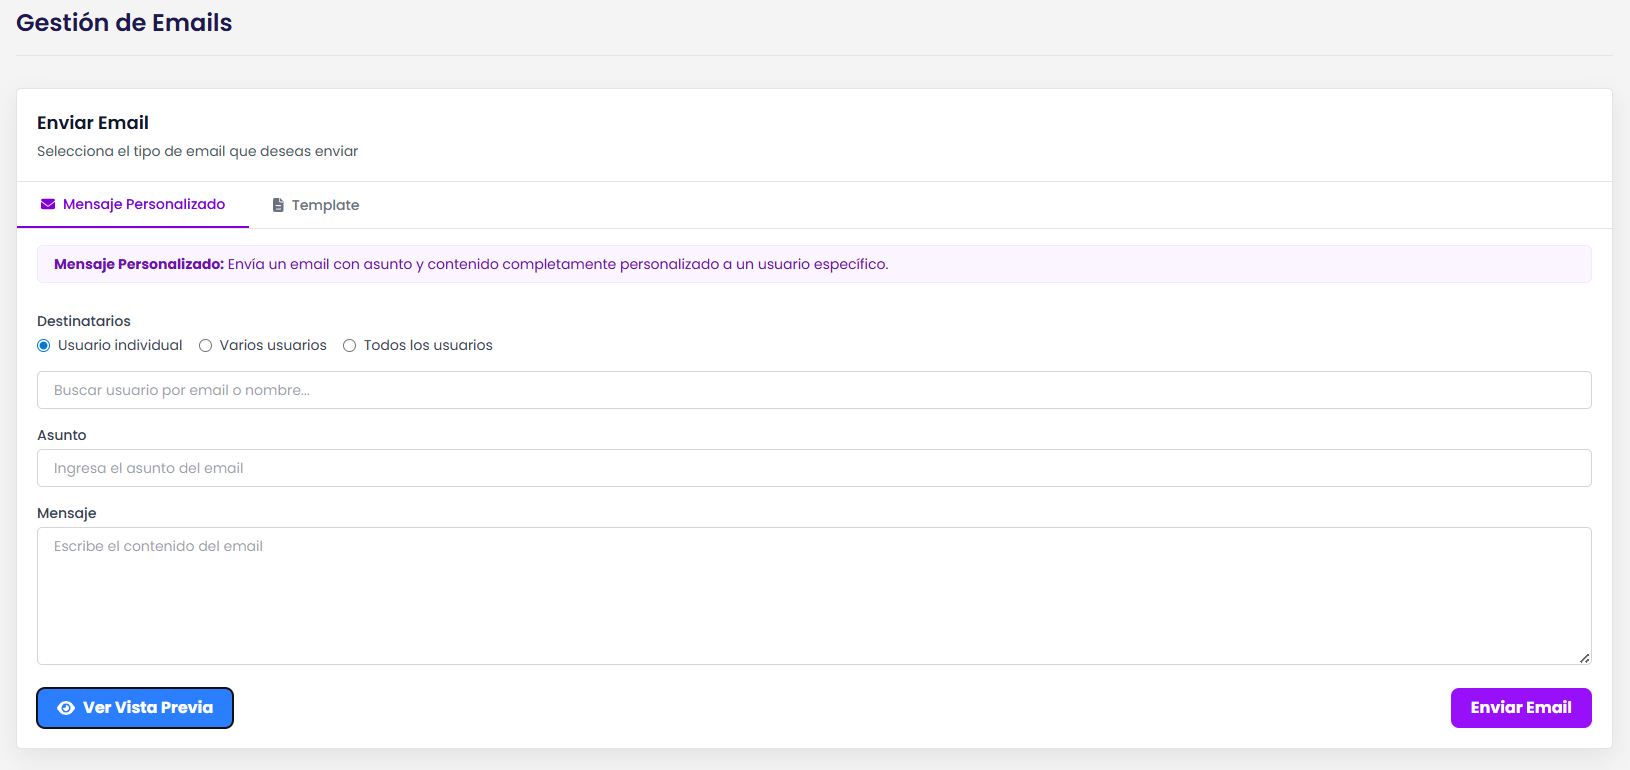 Gestión de Emails
Enviar Email
Selecciona el tipo de email que deseas enviar
Mensaje Personalizado
Template
Mensaje Personalizado: Envía un email con asunto y contenido completamente personalizado a un usuario específico.
Destinatarios
Usuario individual
Varios usuarios
Todos los usuarios
Buscar usuario por email o nombre...
Asunto
Ingresa el asunto del email
Mensaje
Escribe el contenido del email
Ver Vista Previa
Enviar Email